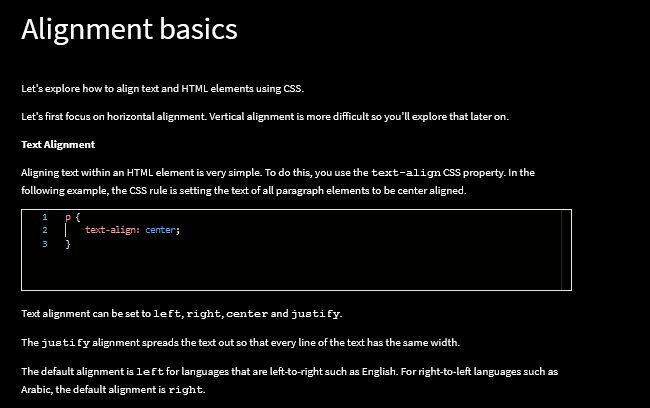 Alignment basics
Let's explore how to align text and HTML elements using CSS.
Let's first focus on horizontal alignment. Vertical alignment is more difficult so you'll explore that later on.
Text Alignment
Aligning text within an HTML element is very simple. To do this, you use the text-align CSS property. In the
following example, the CSS rule is setting the text of all paragraph elements to be center aligned.
1 p {
2 text-align: center;
3 }
Text alignment can be set to left, right, center and justify.
The justify alignment spreads the text out so that every line of the text has the same width.
The default alignment is left for languages that are left-to-right such as English. For right-to-left languages such as
Arabic, the default alignment is right.